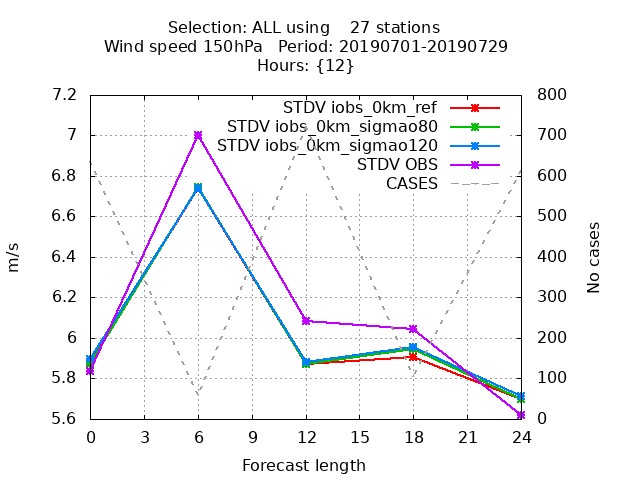 Selection: ALL using    27 stations
Wind speed 150hPa   Period: 20190701-20190729
Hours: {12}
7.2
7
6.8
6.6
6.4
6.2
6
5.8
5.6
m/s
STDV iobs_0km_ref
STDV iobs_0km_sigmao80
STDV iobs_0km_sigmao120
STDV OBS
CASES
800
700
600
500
400
300
200
100
0
No cases
0 3 6 9 12 15 18 21 24
Forecast length